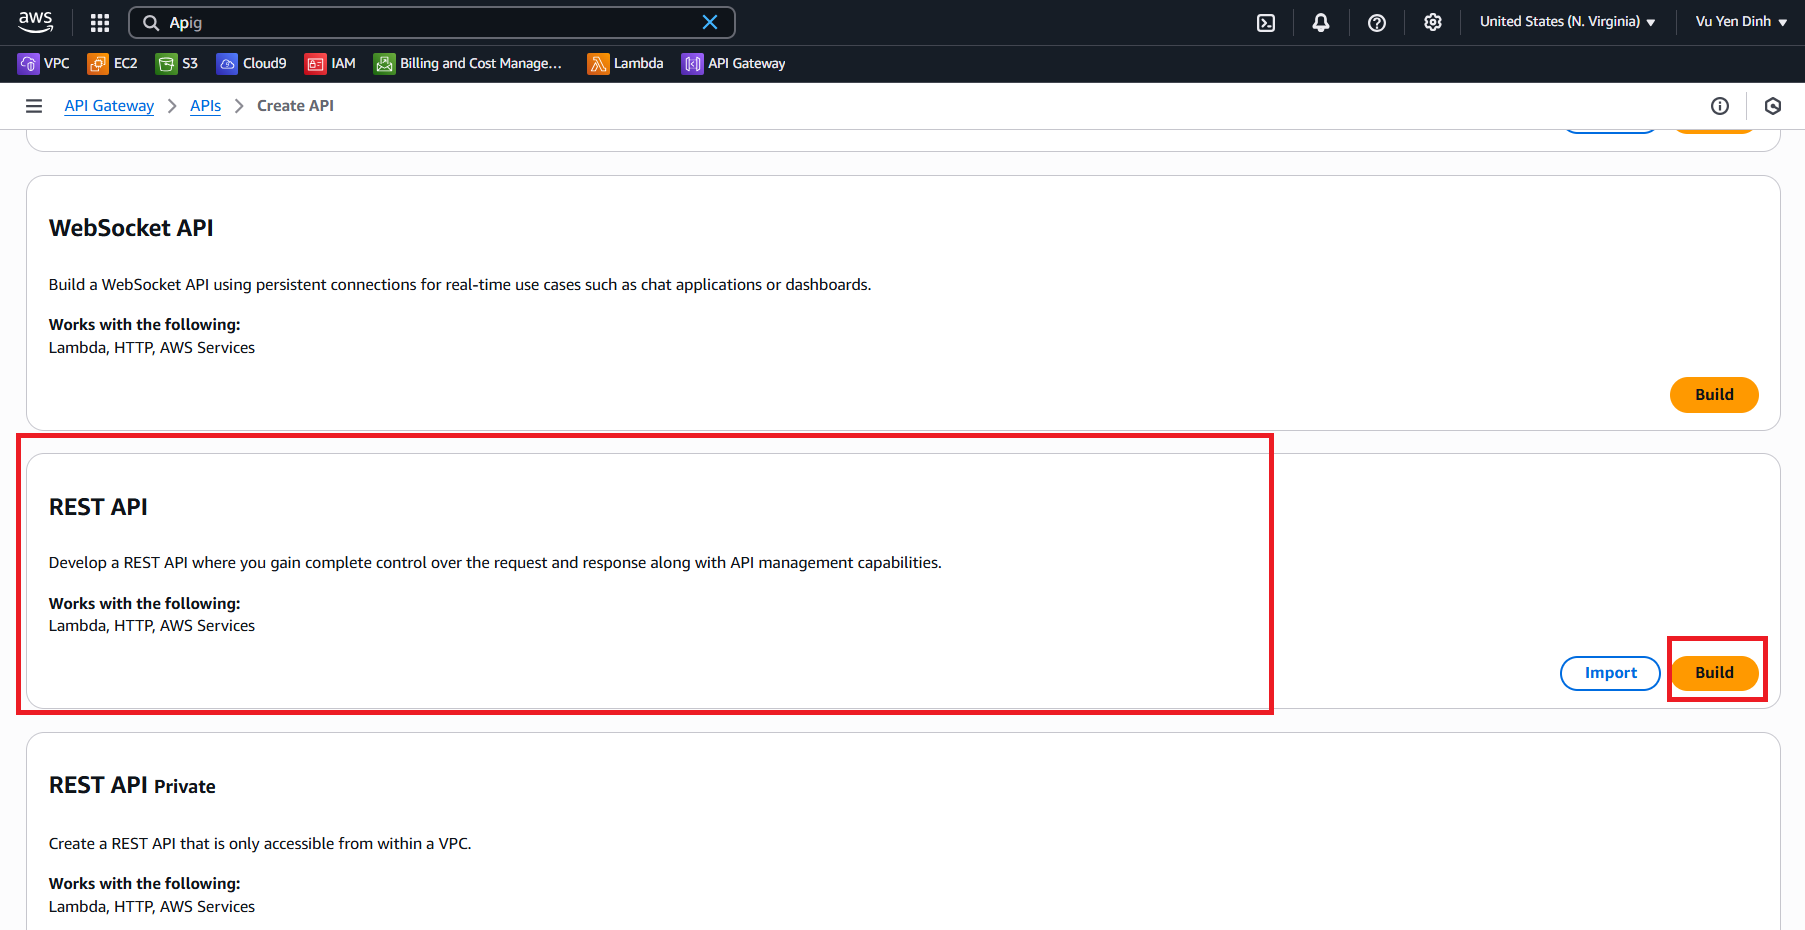 aws Apig United States (N. Virginia) Vu Yen Dinh
VPC EC2 S3 Cloud9 IAM Billing and Cost Manage... Lambda API Gateway
API Gateway APIs Create API
WebSocket API
Build a WebSocket API using persistent connections for real-time use cases such as chat applications or dashboards.
Works with the following:
Lambda, HTTP, AWS Services
Build
REST API
Develop a REST API where you gain complete control over the request and response along with API management capabilities.
Works with the following:
Lambda, HTTP, AWS Services
Import Build
REST API Private
Create a REST API that is only accessible from within a VPC.
Works with the following:
Lambda, HTTP, AWS Services